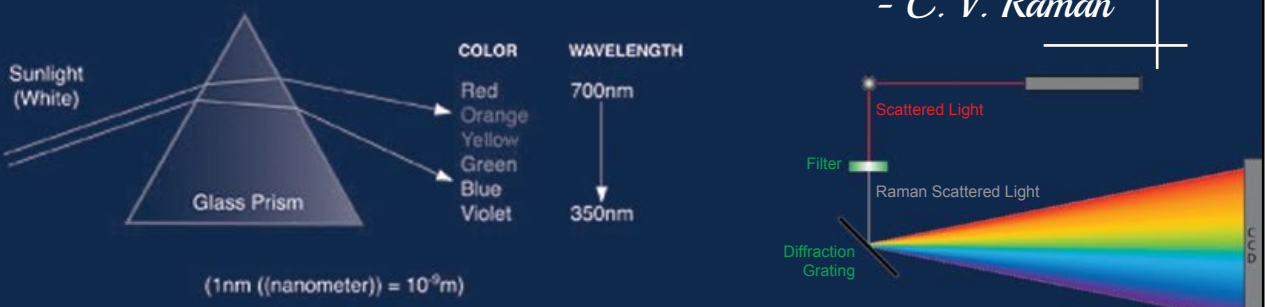 - C. V. Raman
Sunlight
(White)
Glass Prism
COLOR WAVELENGTH
Red 700nm
Orange
Yellow
Green
Blue
Violet 350nm
(1nm ((nanometer)) = 10⁻⁹m)
Scattered Light
Filter
Raman Scattered Light
Diffraction
Grating
CCD